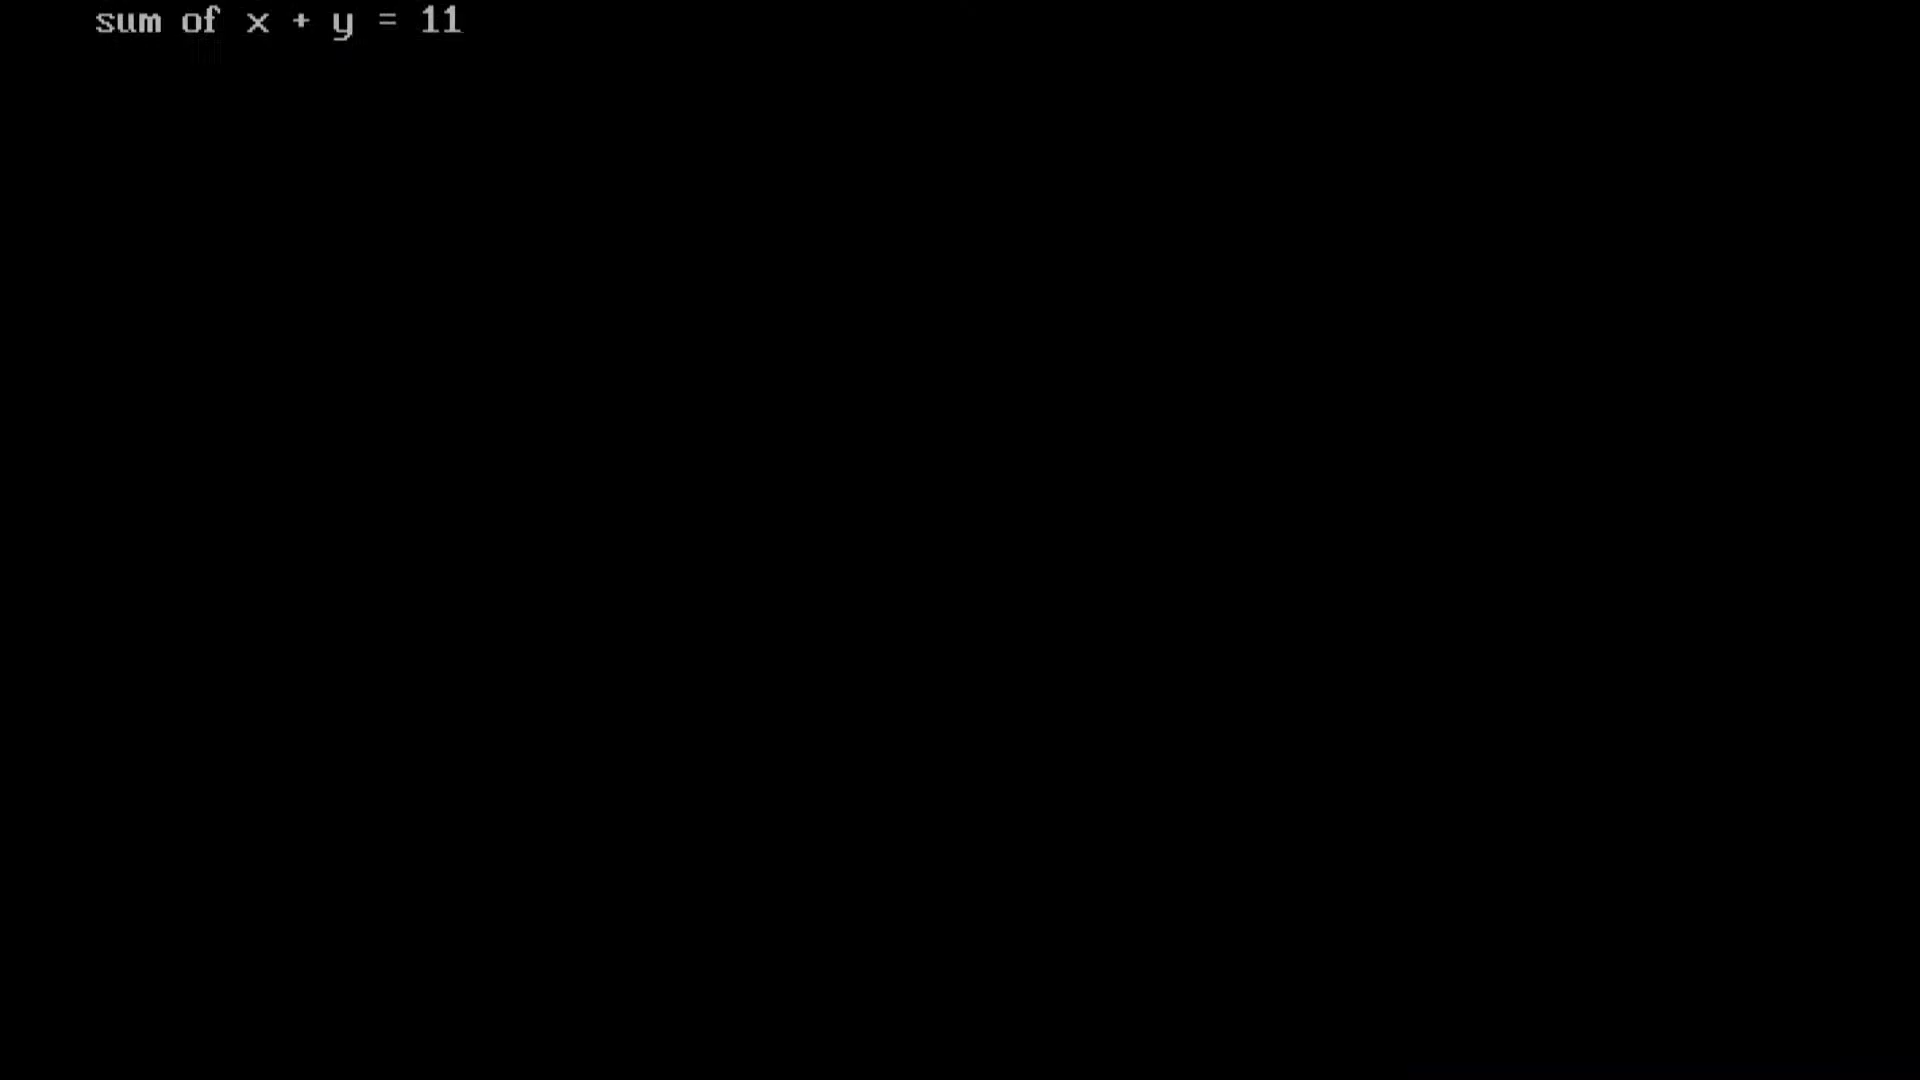 sum of x + y = 11